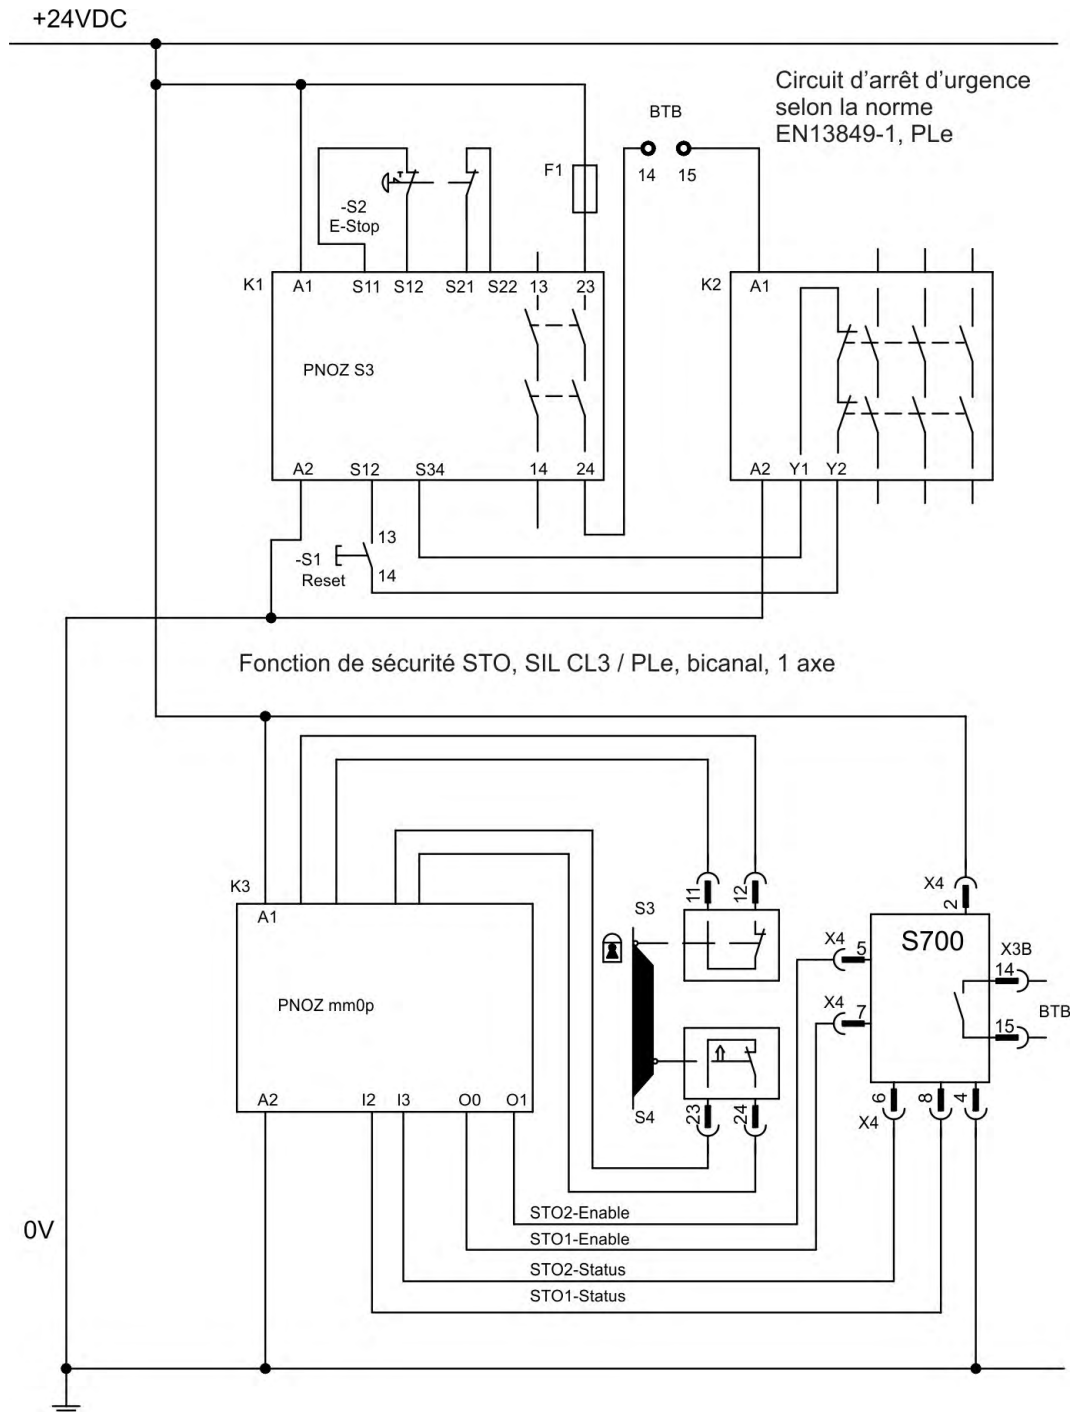 +24VDC
Circuit d'arrêt d'urgence
selon la norme
EN13849-1, PLe
BTB
14 15
F1
-S2
E-Stop
K1
A1 S11 S12 S21 S22 13 23
PNOZ S3
A2 S12 S34 14 24
K2
A1
A2 Y1 Y2
13
-S1
Reset
14
Fonction de sécurité STO, SIL CL3 / PLe, bicanal, 1 axe
K3
A1
PNOZ mm0p
A2 I2 I3 O0 O1
S3
11 12
S4
23 24
X4
2
S700
X4 5
X4 7
X3B
14
BTB
15
6 8 4
X4
STO2-Enable
STO1-Enable
STO2-Status
STO1-Status
0V